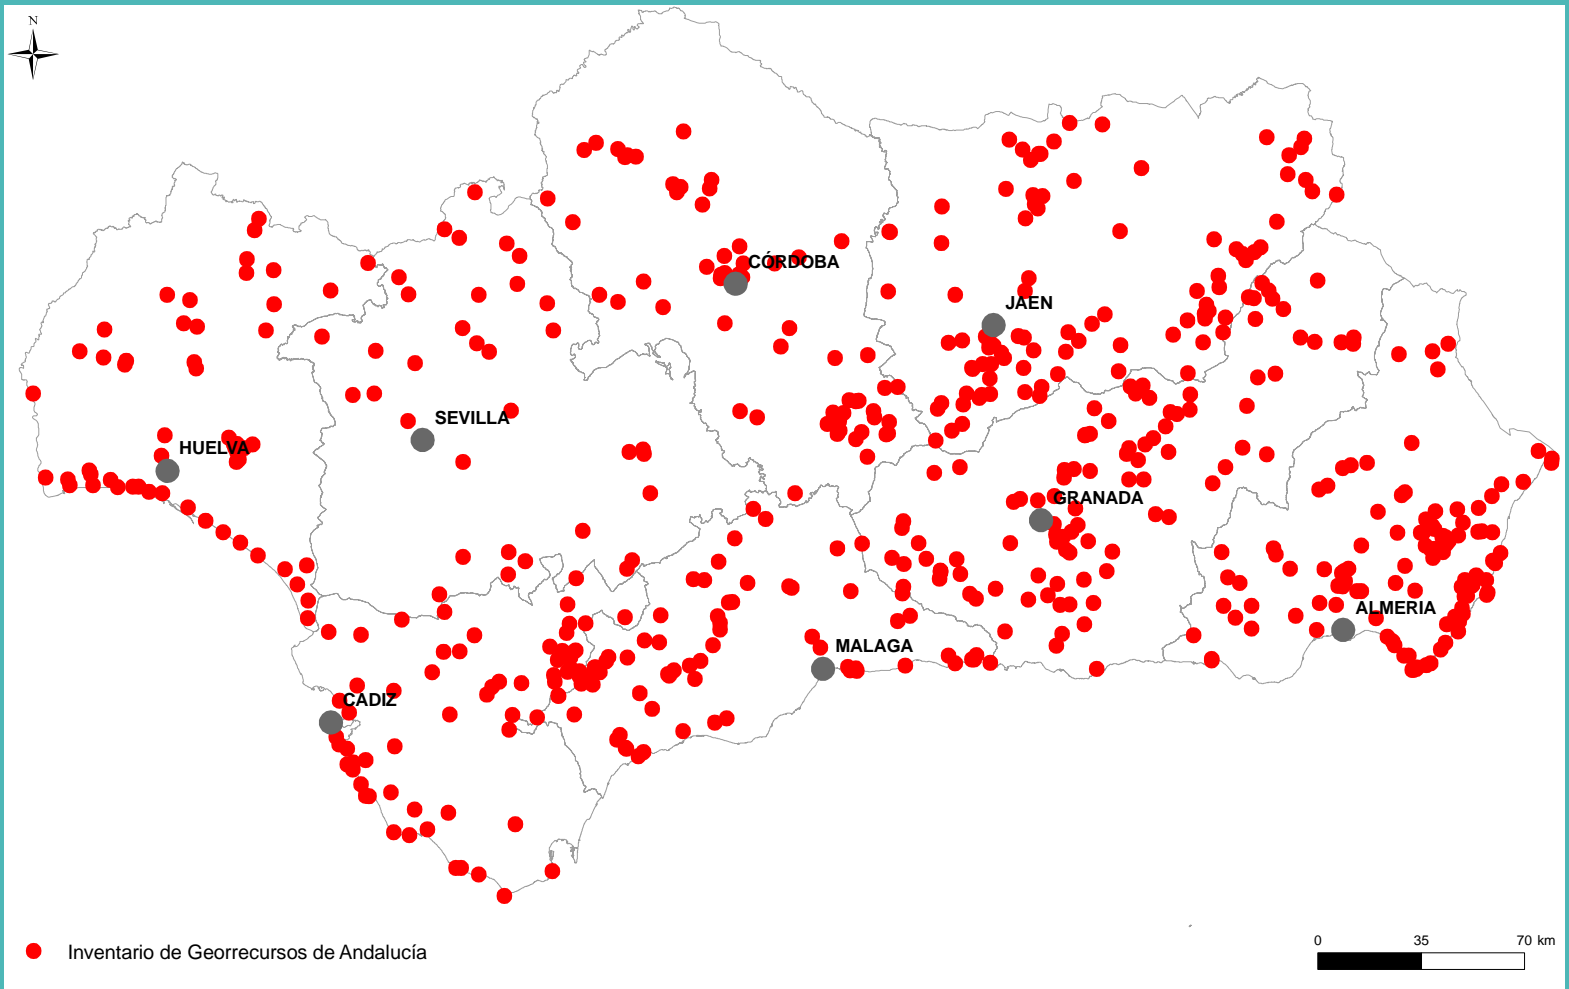 N
CÓRDOBA
JAEN
SEVILLA
HUELVA
GRANADA
ALMERIA
MALAGA
CADIZ
Inventario de Georrecursos de Andalucía
0 35 70 km